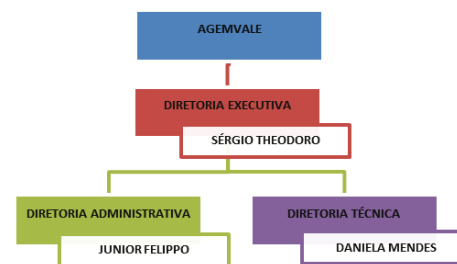 AGEMVALE
DIRETORIA EXECUTIVA
SÉRGIO THEODORO
DIRETORIA ADMINISTRATIVA
JUNIOR FELIPPO
DIRETORIA TÉCNICA
DANIELA MENDES